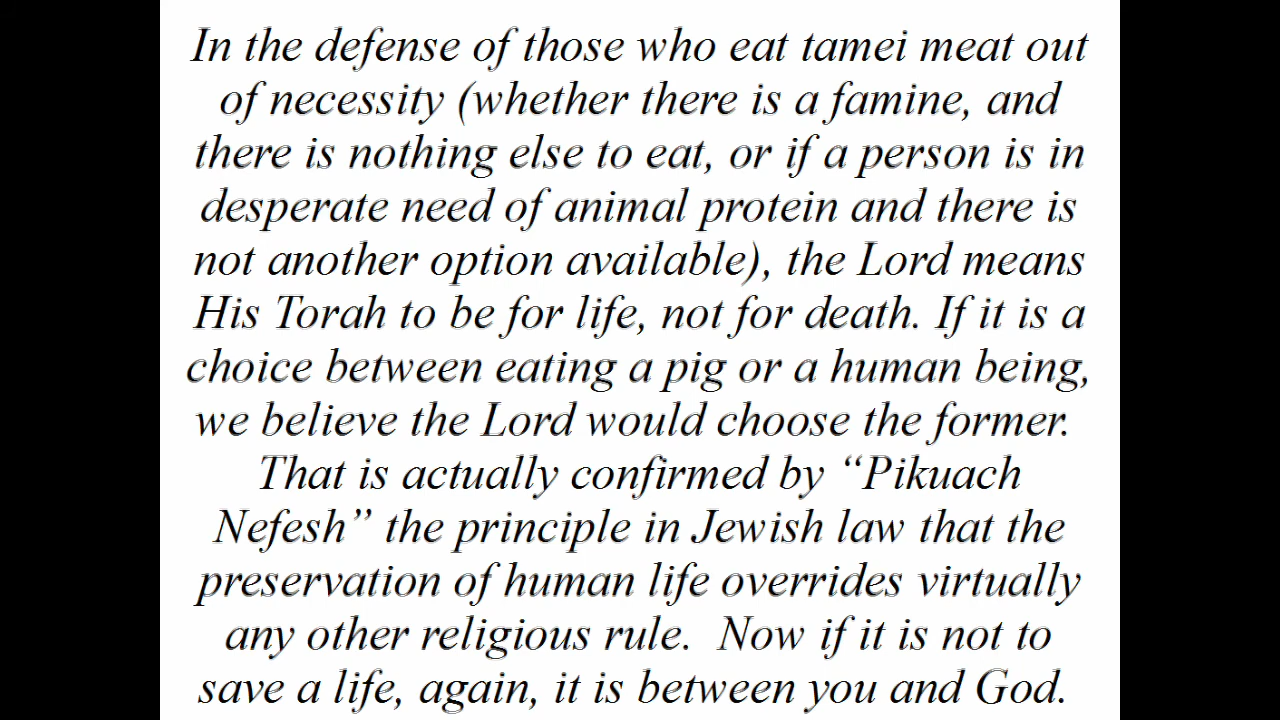 In the defense of those who eat tamei meat out
of necessity (whether there is a famine, and
there is nothing else to eat, or if a person is in
desperate need of animal protein and there is
not another option available), the Lord means
His Torah to be for life, not for death. If it is a
choice between eating a pig or a human being,
we believe the Lord would choose the former.
That is actually confirmed by “Pikuach
Nefesh” the principle in Jewish law that the
preservation of human life overrides virtually
any other religious rule.  Now if it is not to
save a life, again, it is between you and God.